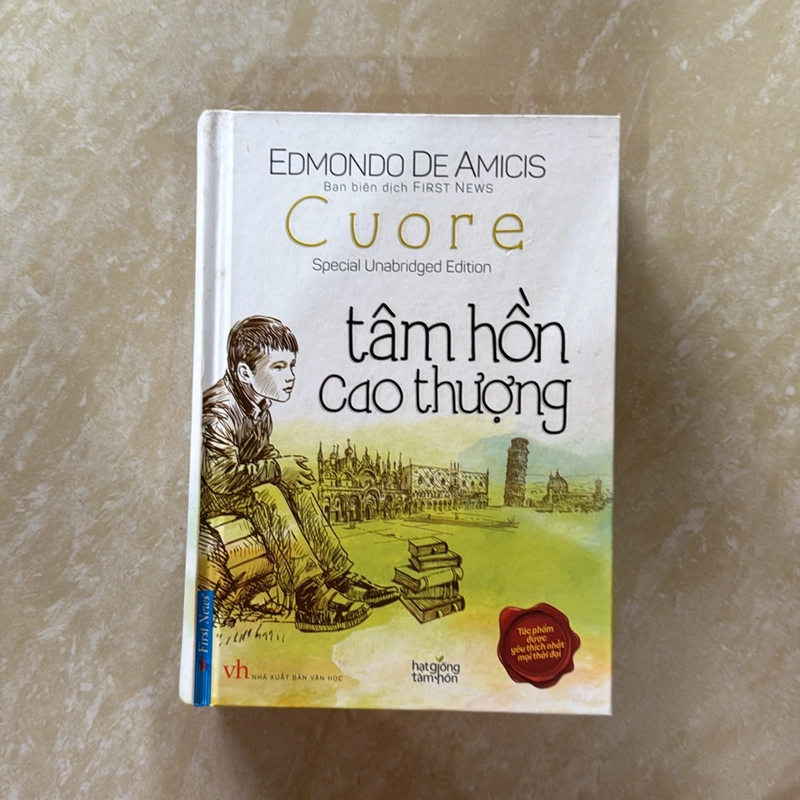 EDMONDO DE AMICIS
Ban biên dịch FIRST NEWS
Cuore
Special Unabridged Edition
tâm hồn
cao thượng
First News
vh NHÀ XUẤT BẢN VĂN HỌC
hạt giống
tâm hồn
Tác phẩm
được
yêu thích nhất
mọi thời đại